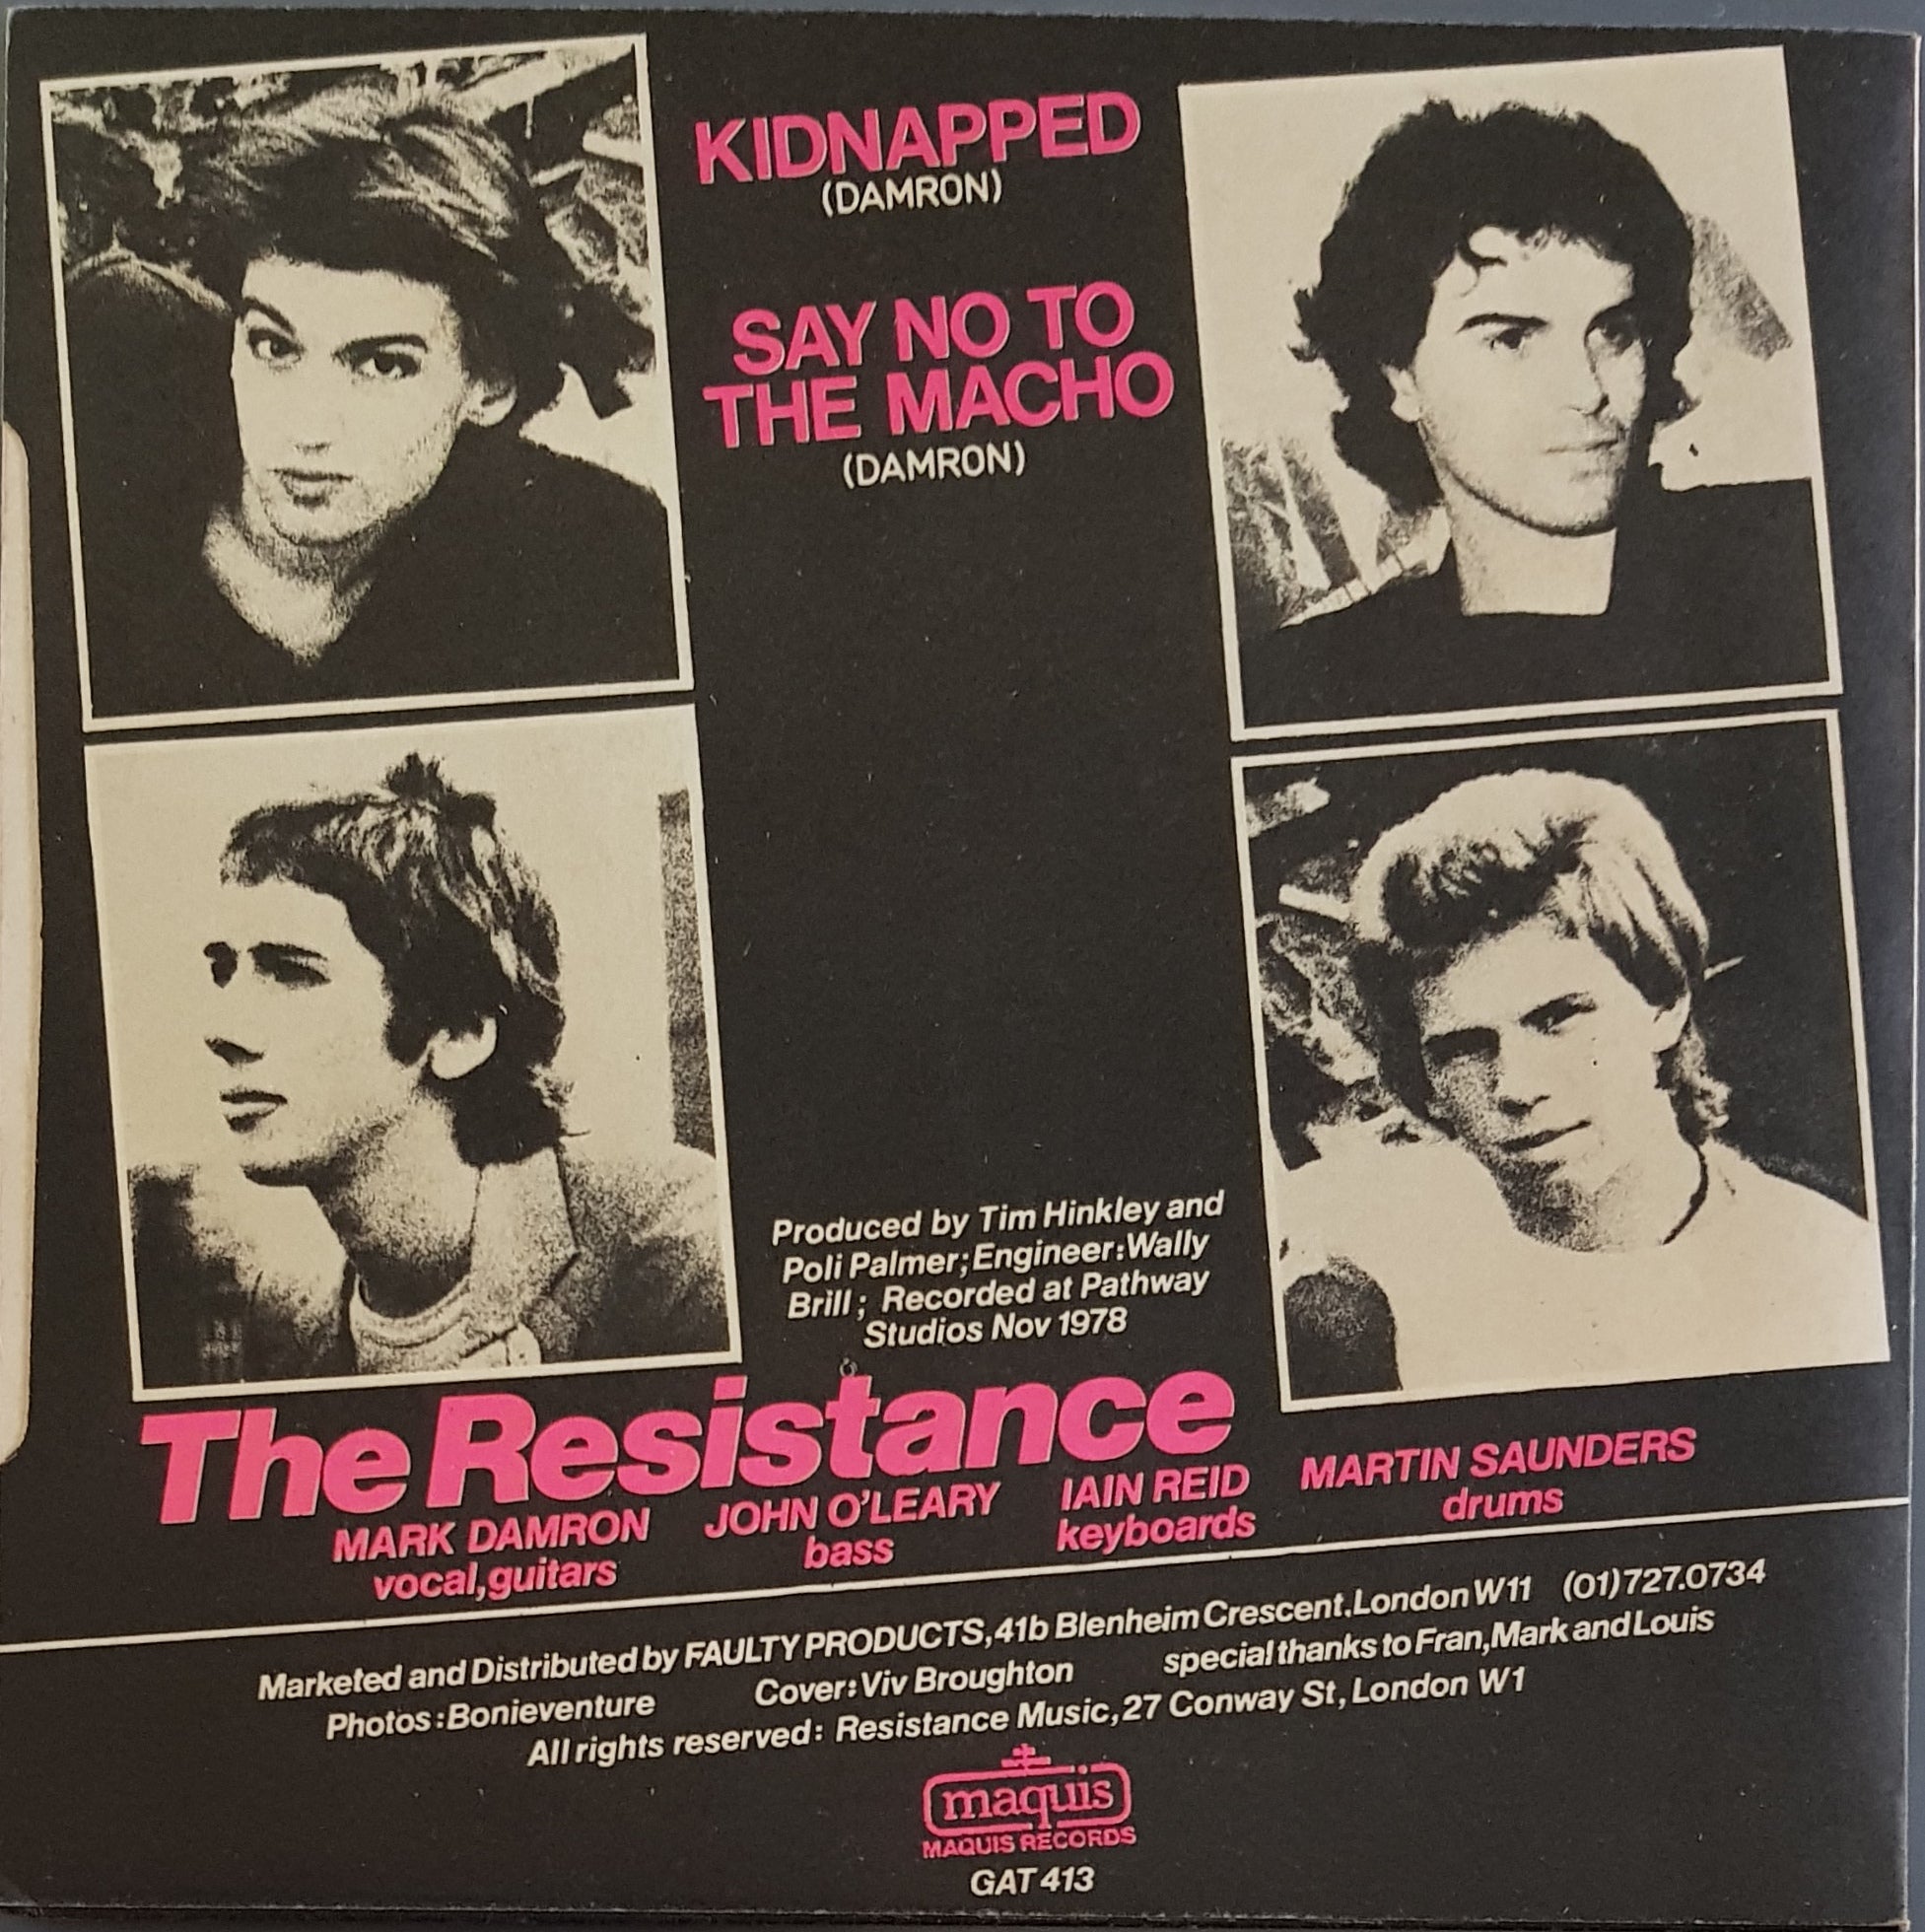 KIDNAPPED
(DAMRON)
SAY NO TO
THE MACHO
(DAMRON)
Produced by Tim Hinkley and
Poli Palmer; Engineer: Wally
Brill; Recorded at Pathway
Studios Nov 1978
The Resistance
MARK DAMRON
vocal, guitars
JOHN O'LEARY
bass
IAIN REID
keyboards
MARTIN SAUNDERS
drums
Marketed and Distributed by FAULTY PRODUCTS, 41b Blenheim Crescent. London W11 (01) 727.0734
Photos: Bonieventure Cover: Viv Broughton special thanks to Fran, Mark and Louis
All rights reserved: Resistance Music, 27 Conway St, London W1
maquis
MAQUIS RECORDS
GAT 413